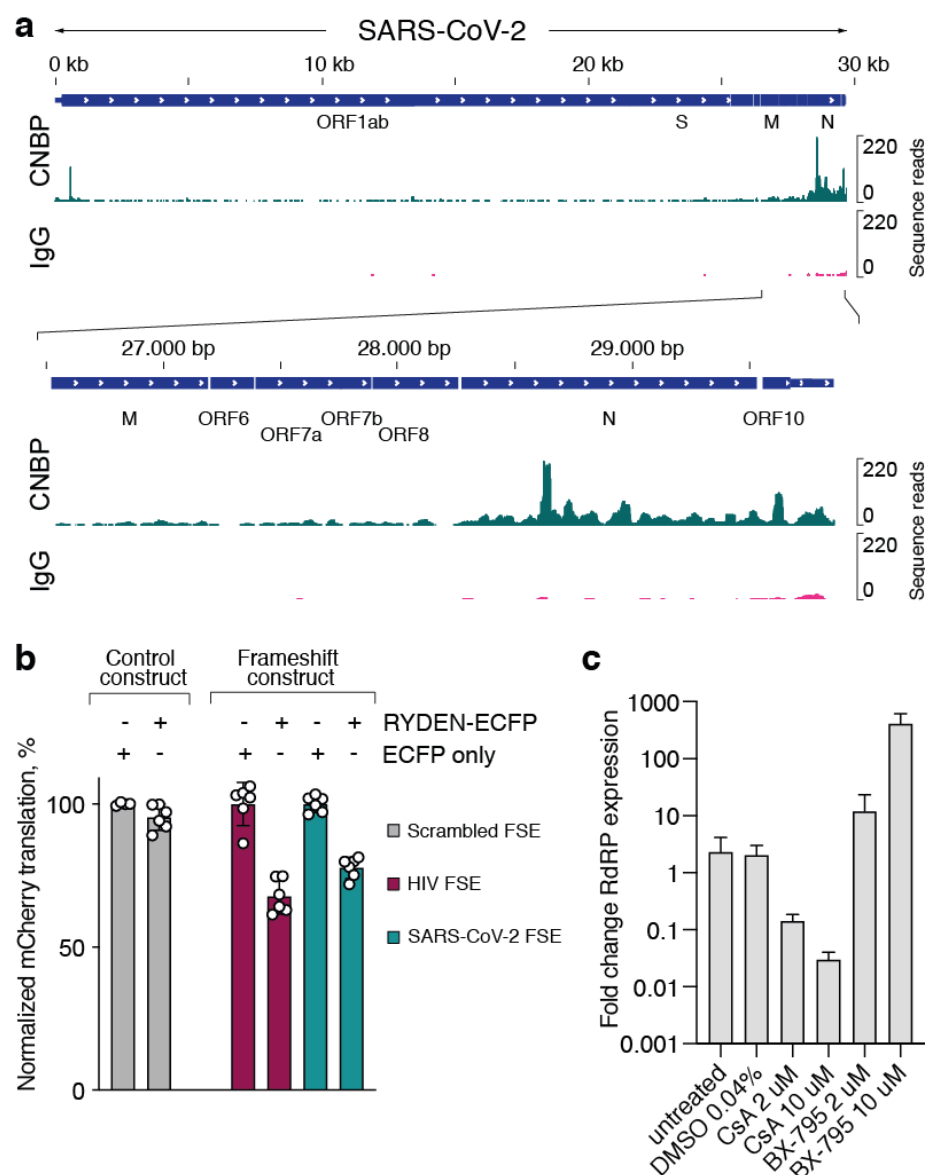 a
SARS-CoV-2
0 kb 10 kb 20 kb 30 kb
ORF1ab S M N
CNBP
220
0
Sequence reads
IgG
220
0
Sequence reads
27.000 bp 28.000 bp 29.000 bp
M ORF6 ORF7a ORF7b ORF8 N ORF10
CNBP
220
0
Sequence reads
IgG
220
0
Sequence reads
b
Control construct
Frameshift construct
- + - + - + RYDEN-ECFP
+ - + - + - ECFP only
Normalized mCherry translation, %
100
50
0
Scrambled FSE
HIV FSE
SARS-CoV-2 FSE
c
Fold change RdRP expression
1000
100
10
1
0.1
0.01
0.001
untreated
DMSO 0.04%
CsA 2 uM
CsA 10 uM
BX-795 2 uM
BX-795 10 uM